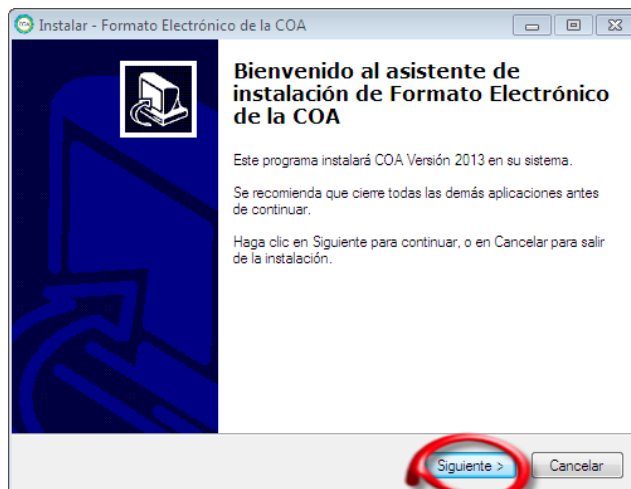 Instalar - Formato Electrónico de la COA
Bienvenido al asistente de
instalación de Formato Electrónico
de la COA
Este programa instalará COA Versión 2013 en su sistema.
Se recomienda que cierre todas las demás aplicaciones antes
de continuar.
Haga clic en Siguiente para continuar, o en Cancelar para salir
de la instalación.
Siguiente >
Cancelar